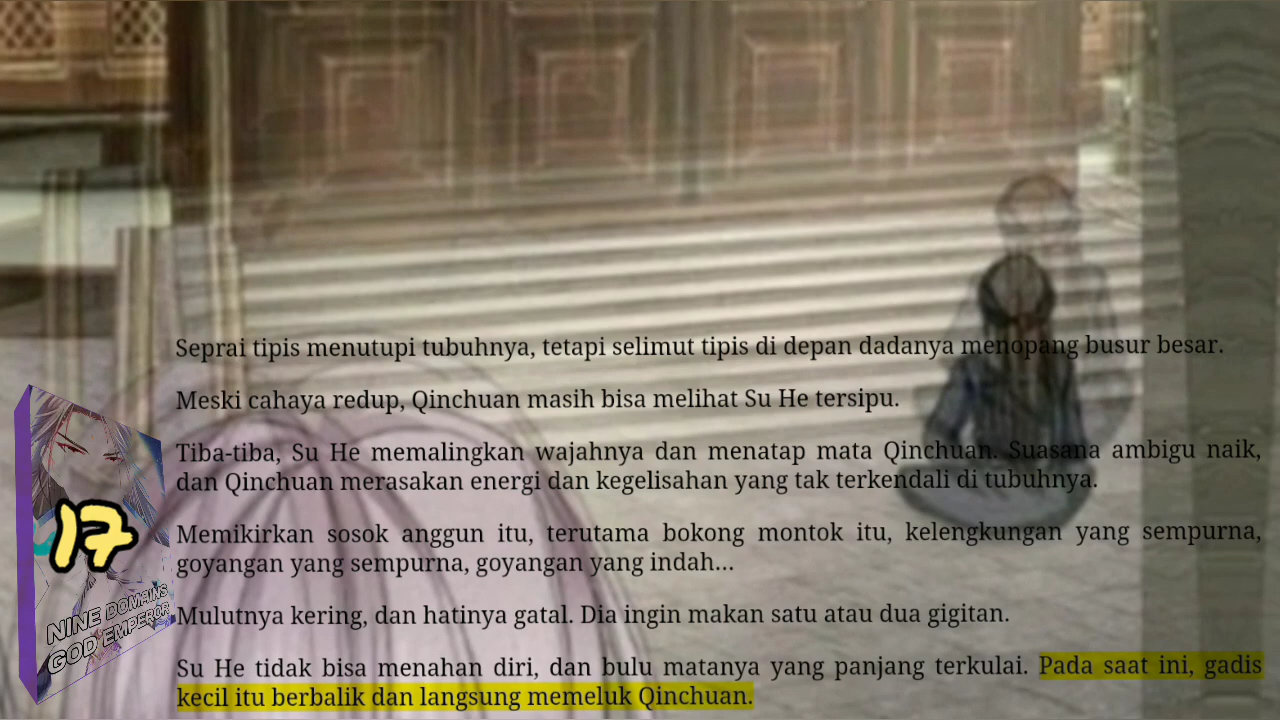 Seprai tipis menutupi tubuhnya, tetapi selimut tipis di depan dadanya menopang busur besar.
Meski cahaya redup, Qinchuan masih bisa melihat Su He tersipu.
Tiba-tiba, Su He memalingkan wajahnya dan menatap mata Qinchuan. Suasana ambigu naik,
dan Qinchuan merasakan energi dan kegelisahan yang tak terkendali di tubuhnya.
Memikirkan sosok anggun itu, terutama bokong montok itu, kelengkungan yang sempurna,
goyangan yang sempurna, goyangan yang indah...
Mulutnya kering, dan hatinya gatal. Dia ingin makan satu atau dua gigitan.
Su He tidak bisa menahan diri, dan bulu matanya yang panjang terkulai. Pada saat ini, gadis
kecil itu berbalik dan langsung memeluk Qinchuan.
17
NINE DOMAINS
GOD EMPEROR